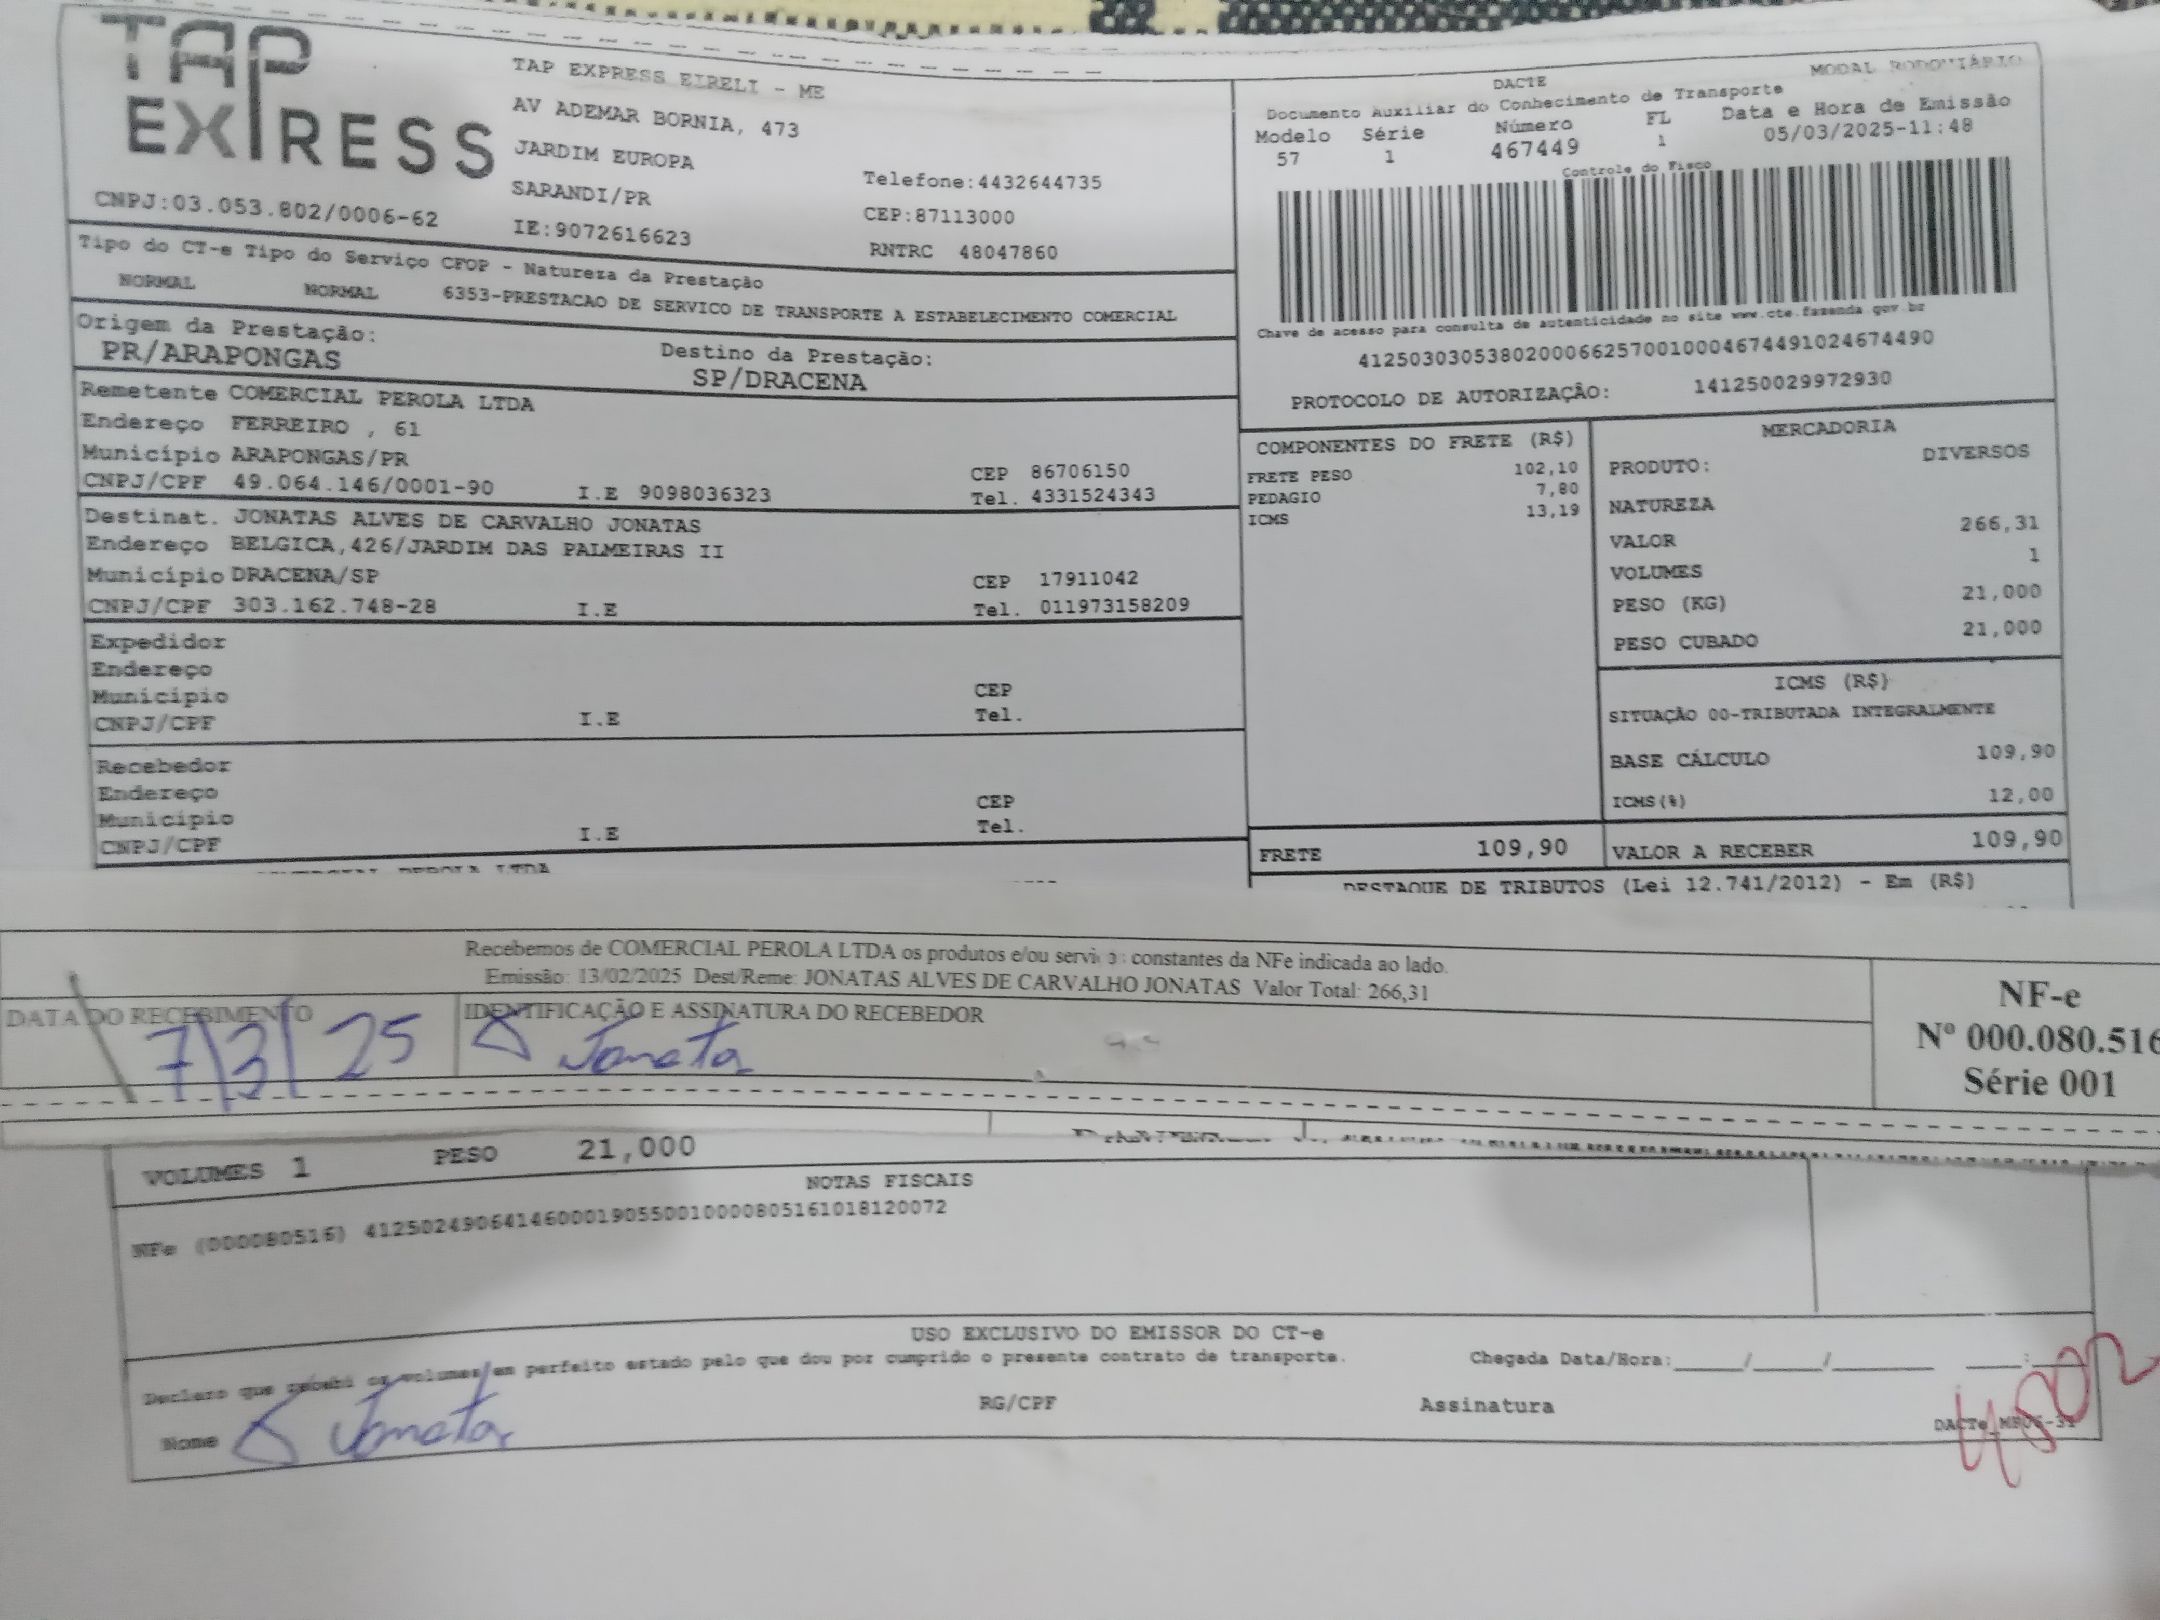 TAP EXPRESS
TAP EXPRESS EIRELI - ME
AV ADEMAR BORNIA, 473
JARDIM EUROPA
SARANDI/PR
Telefone:4432644735
CEP:87113000
CNPJ:03.053.802/0006-62
IE:9072616623
RNTRC 48047860
DACTE
MODAL RODOVIÁRIO
Documento Auxiliar do Conhecimento de Transporte
Modelo Série Número FL Data e Hora de Emissão
57 1 467449 1 05/03/2025-11:48
Controle do Fisco
Chave de acesso para consulta de autenticidade no site www.cte.fazenda.gov.br
41250303053802000662570010004674491024674490
PROTOCOLO DE AUTORIZAÇÃO: 141250029972930
Tipo do CT-e Tipo do Serviço CFOP - Natureza da Prestação
NORMAL NORMAL 6353-PRESTACAO DE SERVICO DE TRANSPORTE A ESTABELECIMENTO COMERCIAL
Origem da Prestação: Destino da Prestação:
PR/ARAPONGAS SP/DRACENA
Remetente COMERCIAL PEROLA LTDA
Endereço FERREIRO , 61
Município ARAPONGAS/PR CEP 86706150
CNPJ/CPF 49.064.146/0001-90 I.E 9098036323 Tel. 4331524343
Destinat. JONATAS ALVES DE CARVALHO JONATAS
Endereço BELGICA,426/JARDIM DAS PALMEIRAS II
Município DRACENA/SP CEP 17911042
CNPJ/CPF 303.162.748-28 I.E Tel. 011973158209
Expedidor
Endereço
Município CEP
CNPJ/CPF I.E Tel.
Recebedor
Endereço
Município CEP
CNPJ/CPF I.E Tel.
COMPONENTES DO FRETE (R$)
FRETE PESO 102,10
PEDAGIO 7,80
ICMS 13,19
FRETE 109,90
MERCADORIA
PRODUTO: DIVERSOS
NATUREZA
VALOR 266,31
VOLUMES 1
PESO (KG) 21,000
PESO CUBADO 21,000
ICMS (R$)
SITUAÇÃO 00-TRIBUTADA INTEGRALMENTE
BASE CÁLCULO 109,90
ICMS(%) 12,00
VALOR A RECEBER 109,90
PEROLA LTDA
DESTAQUE DE TRIBUTOS (Lei 12.741/2012) - Em (R$)
Recebemos de COMERCIAL PEROLA LTDA os produtos e/ou constantes da NFe indicada ao lado.
Emissão: 13/02/2025 Dest/Reme: JONATAS ALVES DE CARVALHO JONATAS Valor Total: 266,31
DATA DO RECEBIMENTO IDENTIFICAÇÃO E ASSINATURA DO RECEBEDOR
7/3/25 Jonatas
NF-e
Nº 000.080.516
Série 001
VOLUMES 1 PESO 21,000
NOTAS FISCAIS
NFe (000080516) 41250249064146000190550010000805161018120072
USO EXCLUSIVO DO EMISSOR DO CT-e
Declaro que recebi os volumes em perfeito estado pelo que dou por cumprido o presente contrato de transporte. Chegada Data/Hora:_____/_____/_______ ___:___
Nome Jonatas RG/CPF Assinatura